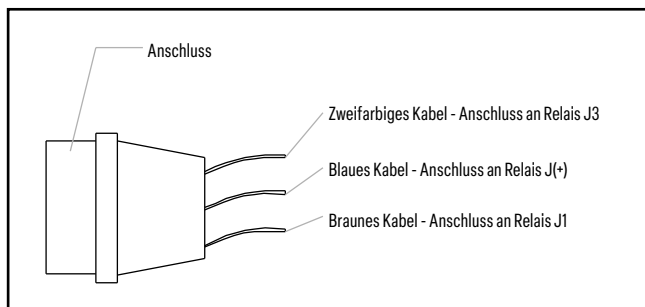 Anschluss
Zweifarbiges Kabel - Anschluss an Relais J3
Blaues Kabel - Anschluss an Relais J(+)
Braunes Kabel - Anschluss an Relais J1